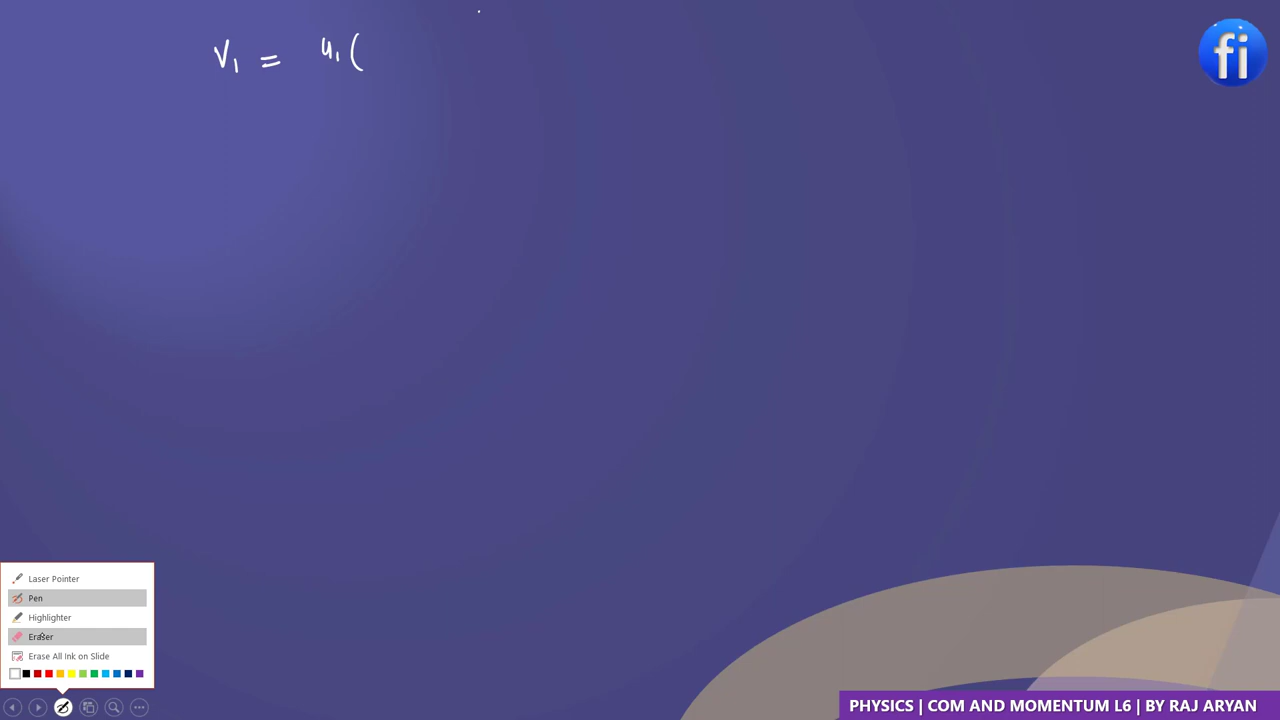 V₁ = u₁ (
fi
Laser Pointer
Pen
Highlighter
Eraser
Erase All Ink on Slide
PHYSICS | COM AND MOMENTUM L6 | BY RAJ ARYAN